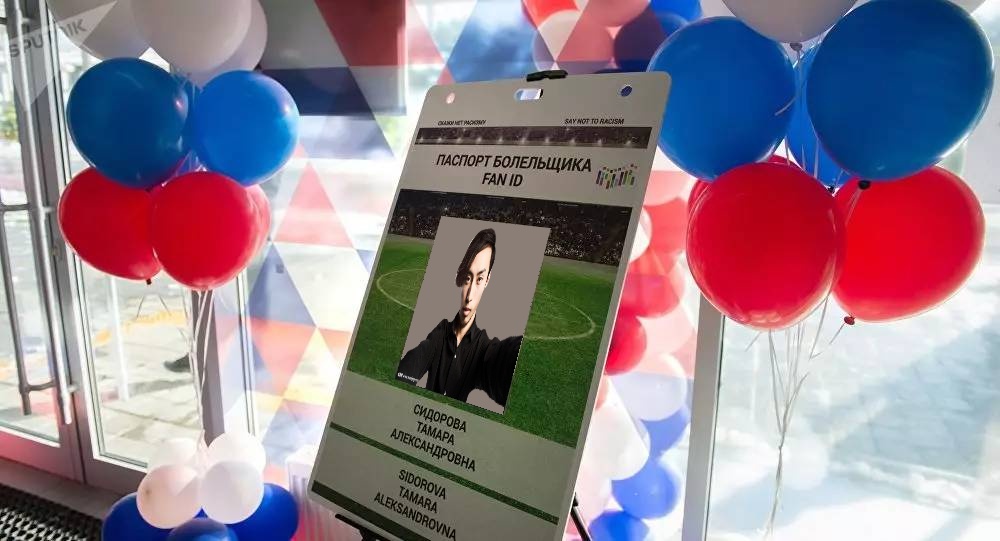 SPUTNIK
СКАЖИ НЕТ РАСИЗМУ
SAY NOT TO RACISM
ПАСПОРТ БОЛЕЛЬЩИКА
FAN ID
СИДОРОВА
ТАМАРА
АЛЕКСАНДРОВНА
SIDOROVA
TAMARA
ALEKSANDROVNA